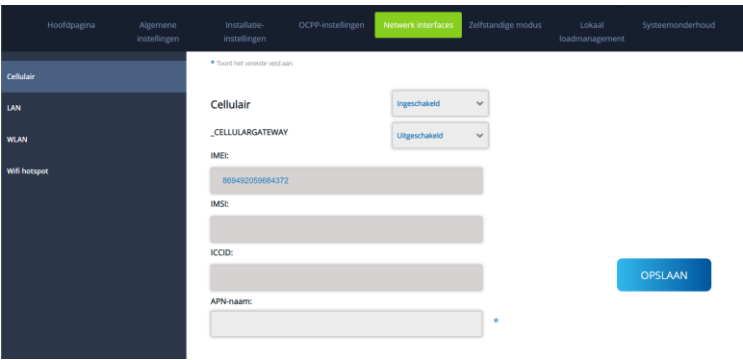 Hoofdpagina
Algemene
instellingen
Installatie-
instellingen
OCPP-instellingen
Netwerk interfaces
Zelfstandige modus
Lokaal
loadmanagement
Systeemonderhoud
Cellulair
LAN
WLAN
Wifi hotspot
* Toont het vereiste veld aan.
Cellulair
Ingeschakeld
_CELLULARGATEWAY
Uitgeschakeld
IMEI:
869492059684372
IMSI:
ICCID:
OPSLAAN
APN-naam:
*